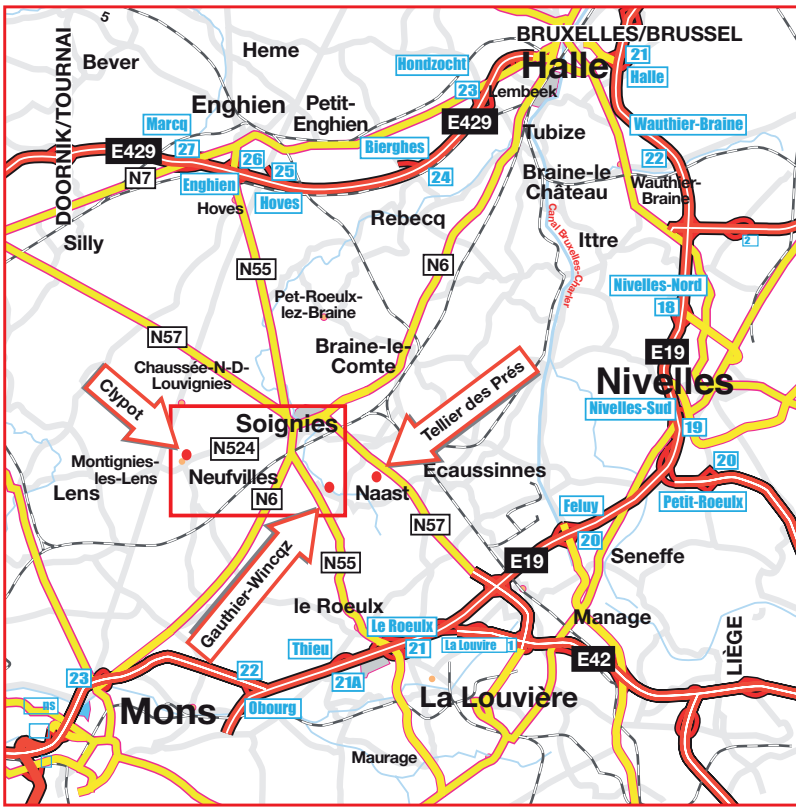 5
Heme
BRUXELLES/BRUSSEL
Bever
Hondzocht
21
Halle
Halle
DOORNIK/TOURNAI
Enghien
Petit-
Enghien
23
Lembeek
Marcq
E429
Tubize
Wauthier-Braine
E429
27
26
Bierghes
22
N7
Enghien
25
24
Braine-le
Château
Wauthier-
Braine
Hoves
Hoves
Rebecq
Canal Bruxelles-Charler
Silly
Ittre
2
N55
N6
Nivelles-Nord
18
Pet-Roeulx-
lez-Braine
N57
Braine-le-
Comte
E19
Chaussée-N-D-
Louvignies
Nivelles
Clypot
Tellier des Prés
Nivelles-Sud
19
Soignies
N524
Montignies-
les-Lens
Neufvilles
Ecaussinnes
20
Lens
N6
Naast
Petit-Roeulx
Feluy
20
N57
Gauthier-Wincqz
N55
E19
Seneffe
le Roeulx
Manage
Le Roeulx
Thieu
21
La Louvire
1
E42
LIÈGE
23
22
21A
ns
Obourg
La Louvière
Mons
Maurage